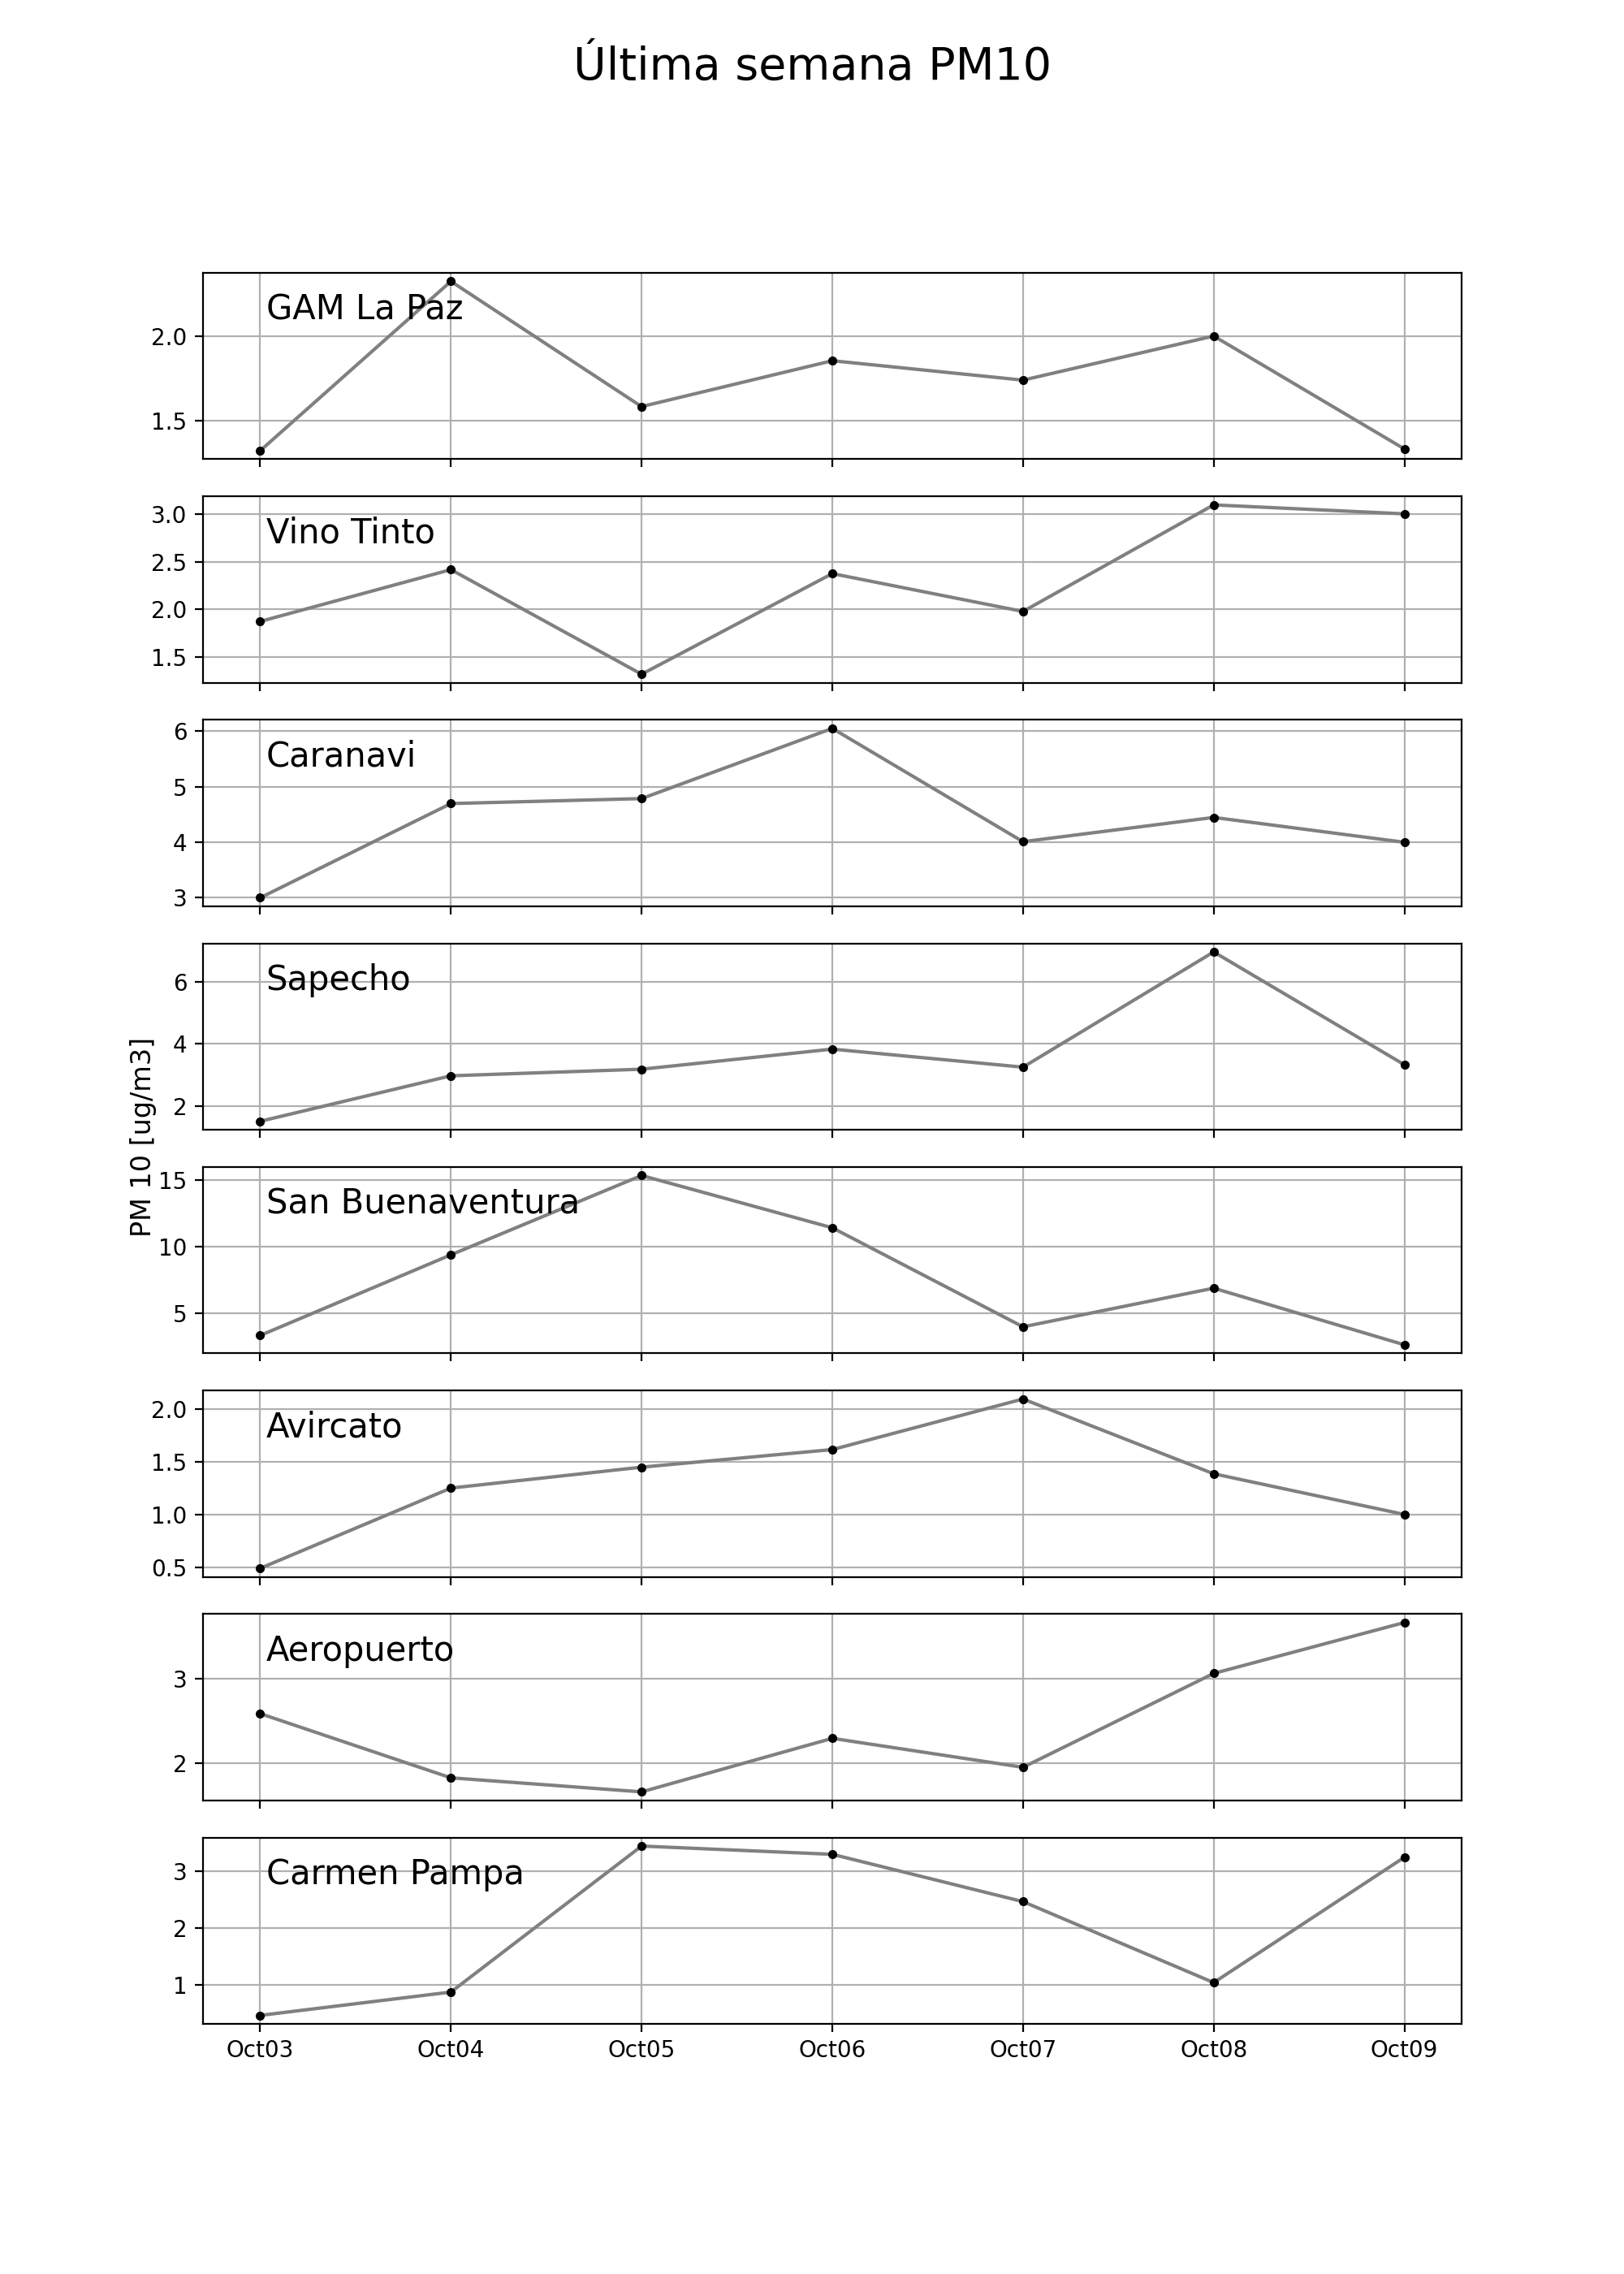 Última semana PM10
GAM La Paz
2.0
1.5
Vino Tinto
3.0
2.5
2.0
1.5
Caranavi
6
5
4
3
Sapecho
6
4
2
PM 10 [ug/m3]
San Buenaventura
15
10
5
Avircato
2.0
1.5
1.0
0.5
Aeropuerto
3
2
Carmen Pampa
3
2
1
Oct03 Oct04 Oct05 Oct06 Oct07 Oct08 Oct09